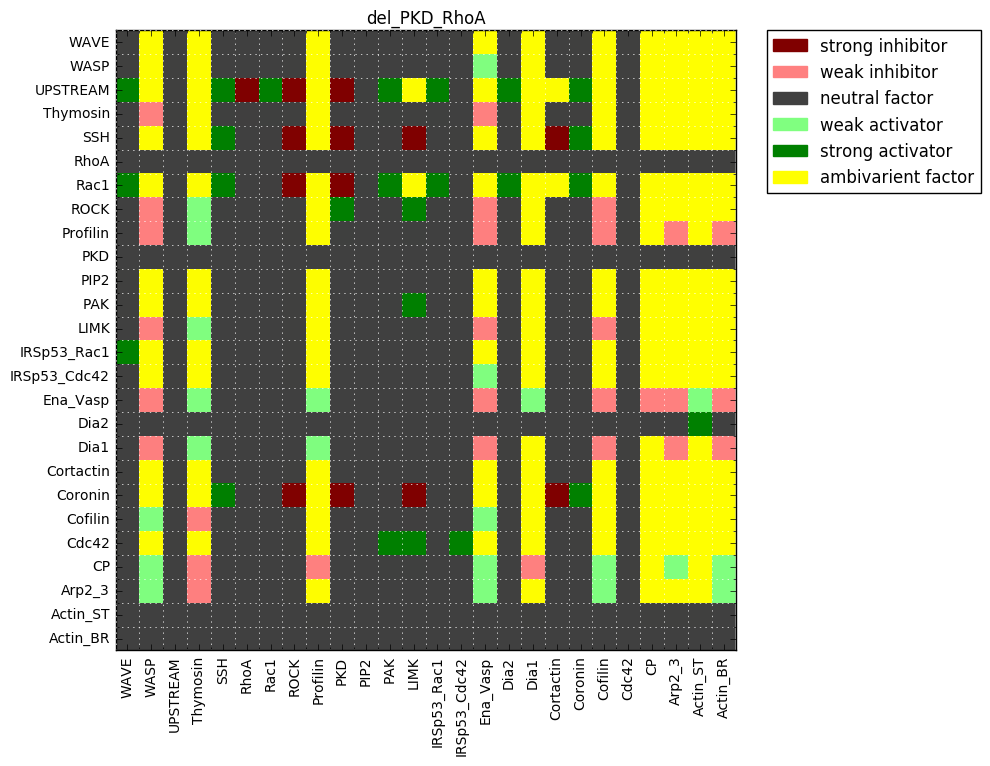 del_PKD_RhoA
WAVE
WASP
UPSTREAM
Thymosin
SSH
RhoA
Rac1
ROCK
Profilin
PKD
PIP2
PAK
LIMK
IRSp53_Rac1
IRSp53_Cdc42
Ena_Vasp
Dia2
Dia1
Cortactin
Coronin
Cofilin
Cdc42
CP
Arp2_3
Actin_ST
Actin_BR
WAVE
WASP
UPSTREAM
Thymosin
SSH
RhoA
Rac1
ROCK
Profilin
PKD
PIP2
PAK
LIMK
IRSp53_Rac1
IRSp53_Cdc42
Ena_Vasp
Dia2
Dia1
Cortactin
Coronin
Cofilin
Cdc42
CP
Arp2_3
Actin_ST
Actin_BR
strong inhibitor
weak inhibitor
neutral factor
weak activator
strong activator
ambivarient factor